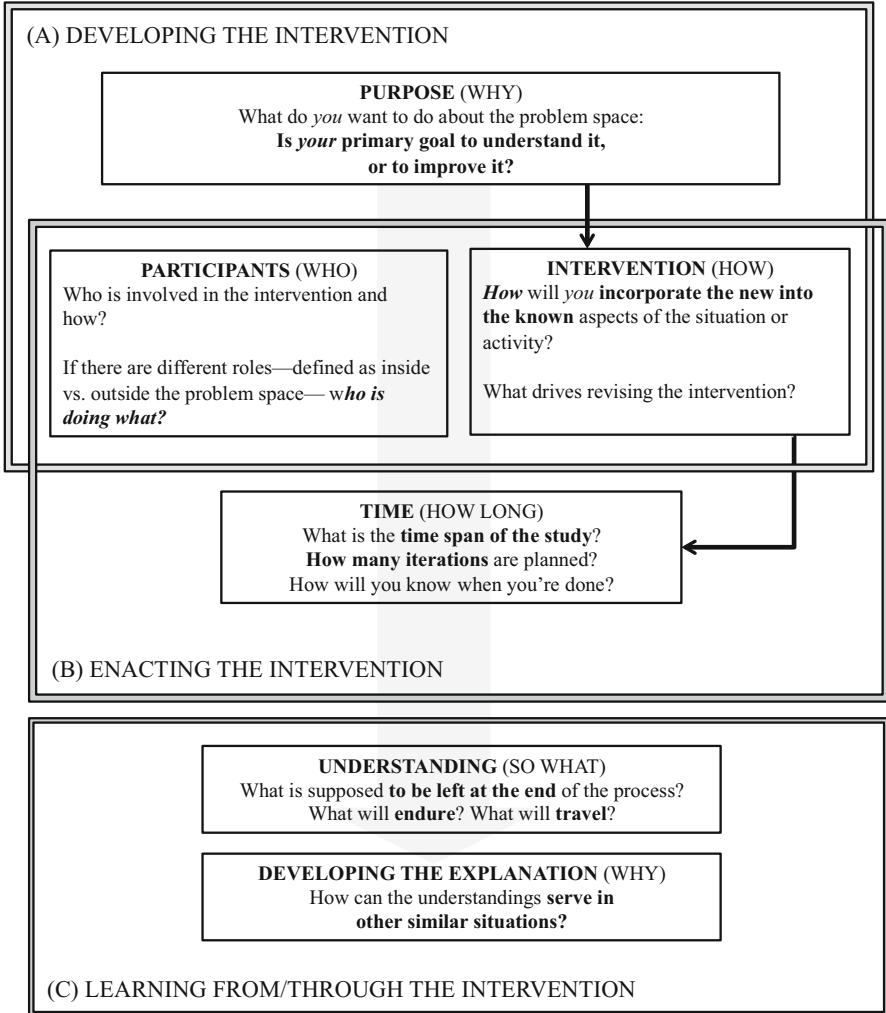 (A) DEVELOPING THE INTERVENTION
PURPOSE (WHY)
What do you want to do about the problem space:
Is your primary goal to understand it,
or to improve it?
PARTICIPANTS (WHO)
Who is involved in the intervention and
how?
If there are different roles—defined as inside
vs. outside the problem space— who is
doing what?
INTERVENTION (HOW)
How will you incorporate the new into
the known aspects of the situation or
activity?
What drives revising the intervention?
TIME (HOW LONG)
What is the time span of the study?
How many iterations are planned?
How will you know when you’re done?
(B) ENACTING THE INTERVENTION
UNDERSTANDING (SO WHAT)
What is supposed to be left at the end of the process?
What will endure? What will travel?
DEVELOPING THE EXPLANATION (WHY)
How can the understandings serve in
other similar situations?
(C) LEARNING FROM/THROUGH THE INTERVENTION